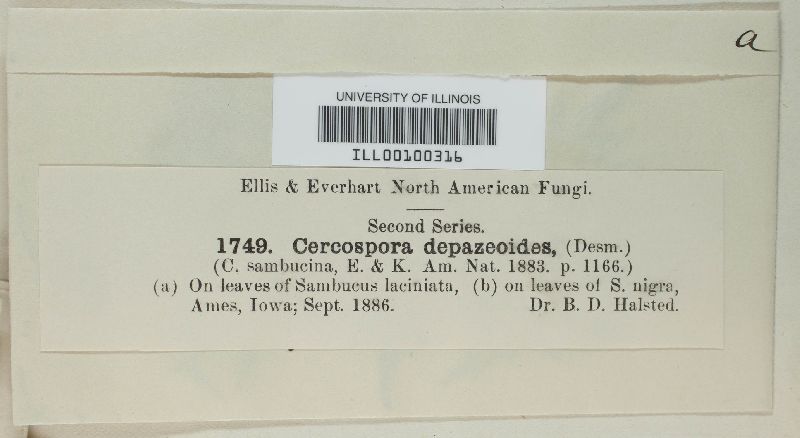 a
UNIVERSITY OF ILLINOIS
ILL00100316
Ellis & Everhart North American Fungi.
Second Series.
1749. Cercospora depazeoides, (Desm.)
(C. sambucina, E. & K. Am. Nat. 1883. p. 1166.)
(a) On leaves of Sambucus laciniata, (b) on leaves of S. nigra,
Ames, Iowa; Sept. 1886. Dr. B. D. Halsted.